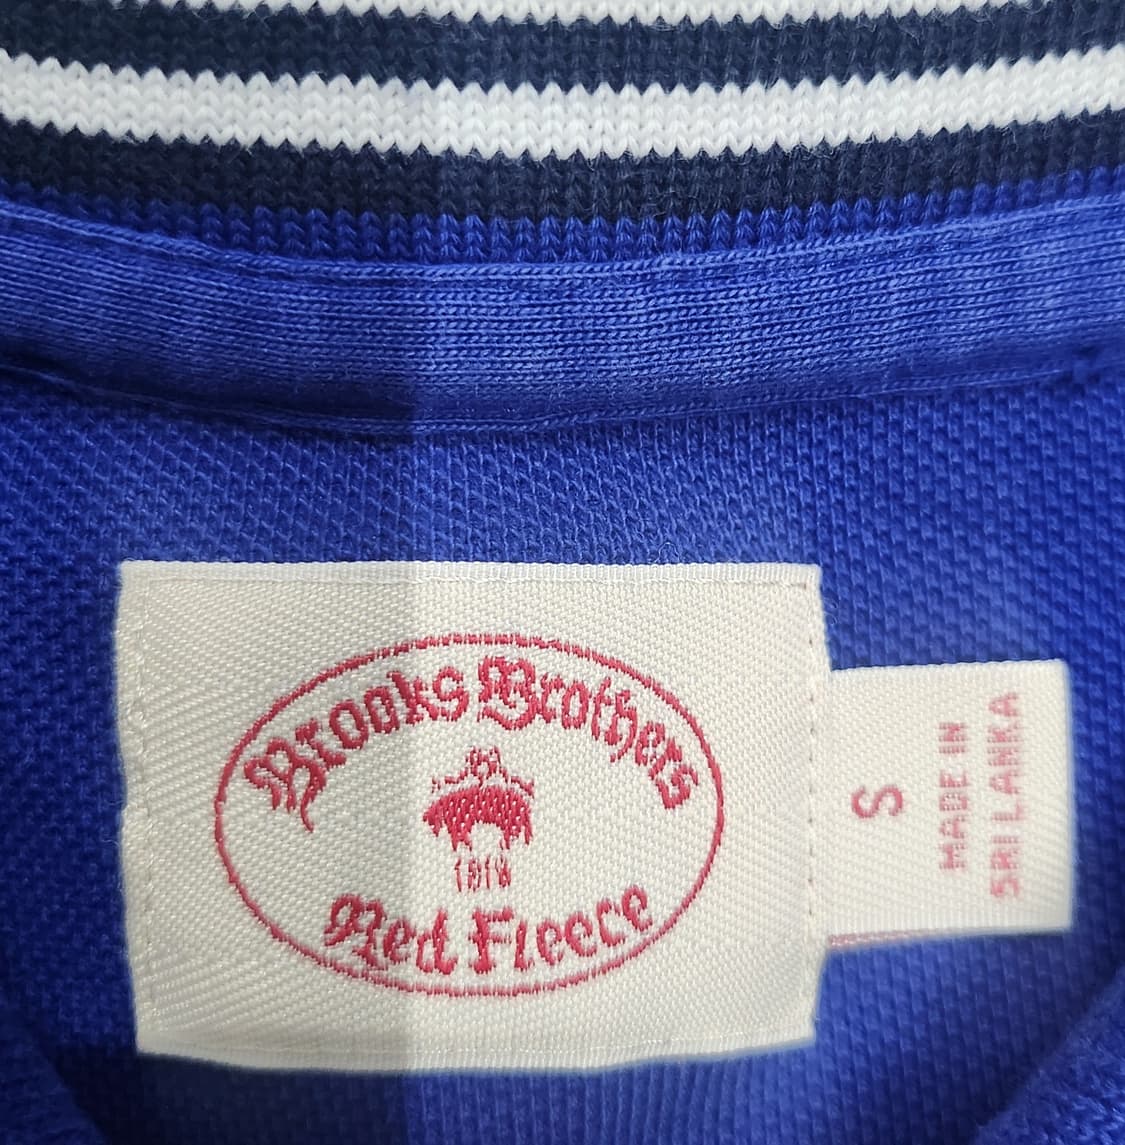 Brooks Brothers
1818
Red Fleece
S
MADE IN
SRI LANKA